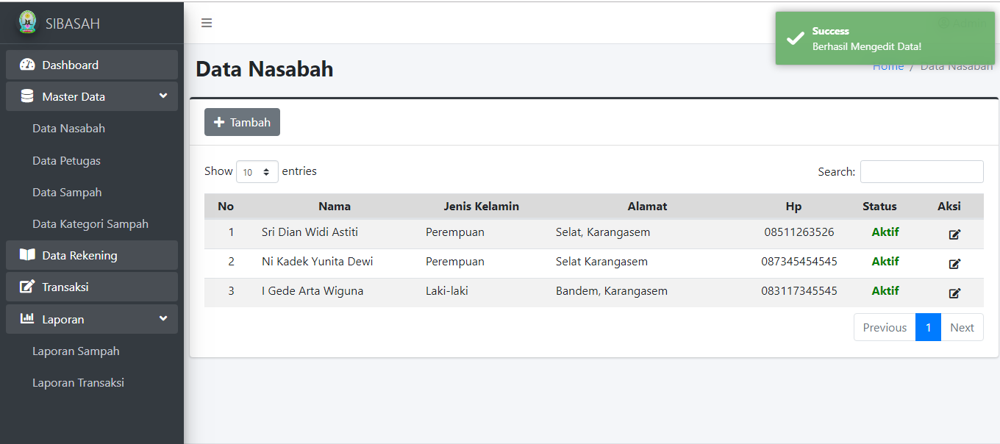 SIBASAH
Dashboard
Master Data
Data Nasabah
Data Petugas
Data Sampah
Data Kategori Sampah
Data Rekening
Transaksi
Laporan
Laporan Sampah
Laporan Transaksi
Success
Berhasil Mengedit Data!
Data Nasabah
Home / Data Nasabah
Tambah
Show 10 entries
Search:
No Nama Jenis Kelamin Alamat Hp Status Aksi
1 Sri Dian Widi Astiti Perempuan Selat, Karangasem 08511263526 Aktif
2 Ni Kadek Yunita Dewi Perempuan Selat Karangasem 087345454545 Aktif
3 I Gede Arta Wiguna Laki-laki Bandem, Karangasem 083117345545 Aktif
Previous 1 Next